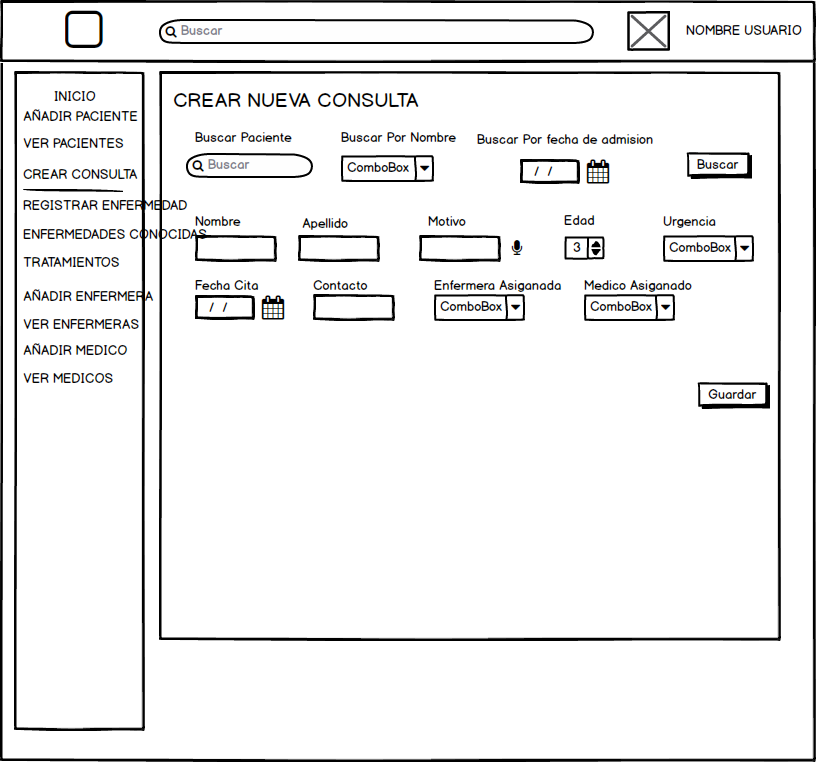 Buscar
NOMBRE USUARIO
INICIO
AÑADIR PACIENTE
VER PACIENTES
CREAR CONSULTA
REGISTRAR ENFERMEDAD
ENFERMEDADES CONOCIDAS
TRATAMIENTOS
AÑADIR ENFERMERA
VER ENFERMERAS
AÑADIR MEDICO
VER MEDICOS
CREAR NUEVA CONSULTA
Buscar Paciente
Buscar Por Nombre
Buscar Por fecha de admision
Buscar
ComboBox
/ /
Buscar
Nombre
Apellido
Motivo
Edad
Urgencia
3
ComboBox
Fecha Cita
Contacto
Enfermera Asiganada
Medico Asiganado
/ /
ComboBox
ComboBox
Guardar